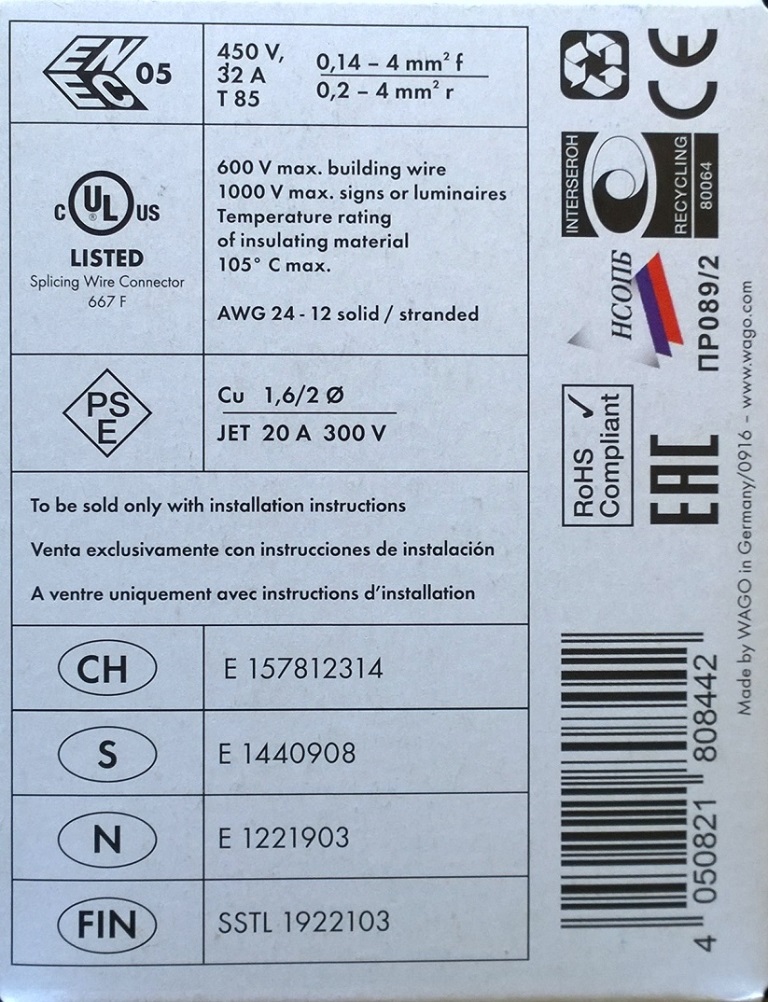 ENEC 05
450 V,
32 A
T 85
0,14 – 4 mm² f
0,2 – 4 mm² r
C UL® US
LISTED
Splicing Wire Connector
667 F
600 V max. building wire
1000 V max. signs or luminaires
Temperature rating
of insulating material
105° C max.
AWG 24 - 12 solid / stranded
PS
E
Cu 1,6/2 Ø
JET 20 A 300 V
To be sold only with installation instructions
Venta exclusivamente con instrucciones de instalación
A ventre uniquement avec instructions d'installation
CH
E 157812314
S
E 1440908
N
E 1221903
FIN
SSTL 1922103
CE
INTERSEROH
RECYCLING
80064
НСОПБ
ПР089/2
RoHS
Compliant
EAC
4 050821 808442
Made by WAGO in Germany/0916 – www.wago.com